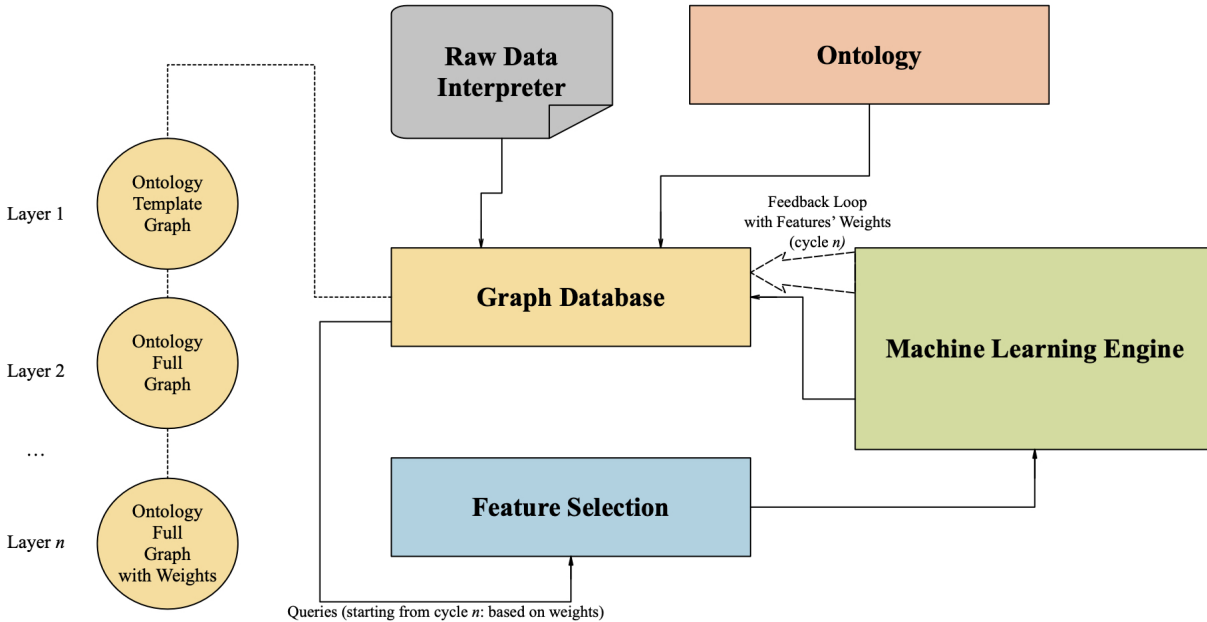 Raw Data
Interpreter
Ontology
Ontology
Template
Graph
Layer 1
Feedback Loop
with Features’ Weights
(cycle n)
Graph Database
Machine Learning Engine
Ontology
Full
Graph
Layer 2
…
Feature Selection
Ontology
Full
Graph
with Weights
Layer n
Queries (starting from cycle n: based on weights)